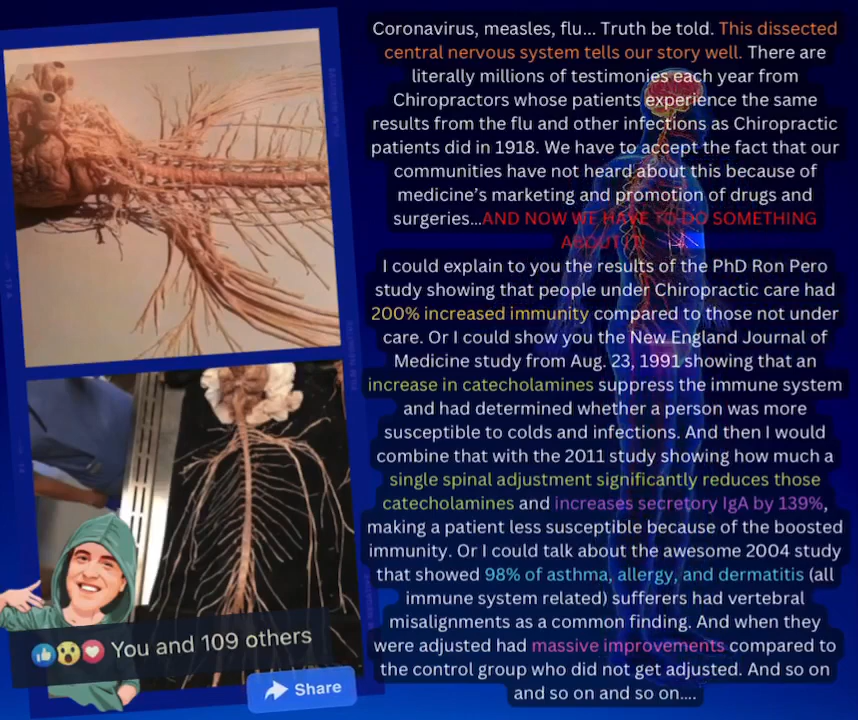 Coronavirus, measles, flu... Truth be told. This dissected
central nervous system tells our story well. There are
literally millions of testimonies each year from
Chiropractors whose patients experience the same
results from the flu and other infections as Chiropractic
patients did in 1918. We have to accept the fact that our
communities have not heard about this because of
medicine's marketing and promotion of drugs and
surgeries...AND NOW WE HAVE TO DO SOMETHING
ABOUT IT!
I could explain to you the results of the PhD Ron Pero
study showing that people under Chiropractic care had
200% increased immunity compared to those not under
care. Or I could show you the New England Journal of
Medicine study from Aug. 23, 1991 showing that an
increase in catecholamines suppress the immune system
and had determined whether a person was more
susceptible to colds and infections. And then I would
combine that with the 2011 study showing how much a
single spinal adjustment significantly reduces those
catecholamines and increases secretory IgA by 139%,
making a patient less susceptible because of the boosted
immunity. Or I could talk about the awesome 2004 study
that showed 98% of asthma, allergy, and dermatitis (all
immune system related) sufferers had vertebral
misalignments as a common finding. And when they
were adjusted had massive improvements compared to
the control group who did not get adjusted. And so on
and so on and so on....
You and 109 others
Share